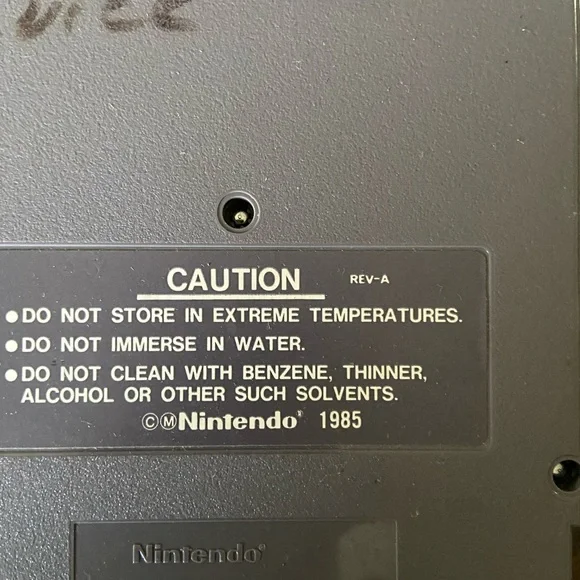 CAUTION REV-A
•DO NOT STORE IN EXTREME TEMPERATURES.
•DO NOT IMMERSE IN WATER.
•DO NOT CLEAN WITH BENZENE, THINNER,
ALCOHOL OR OTHER SUCH SOLVENTS.
©ⓂNintendo® 1985
Nintendo®